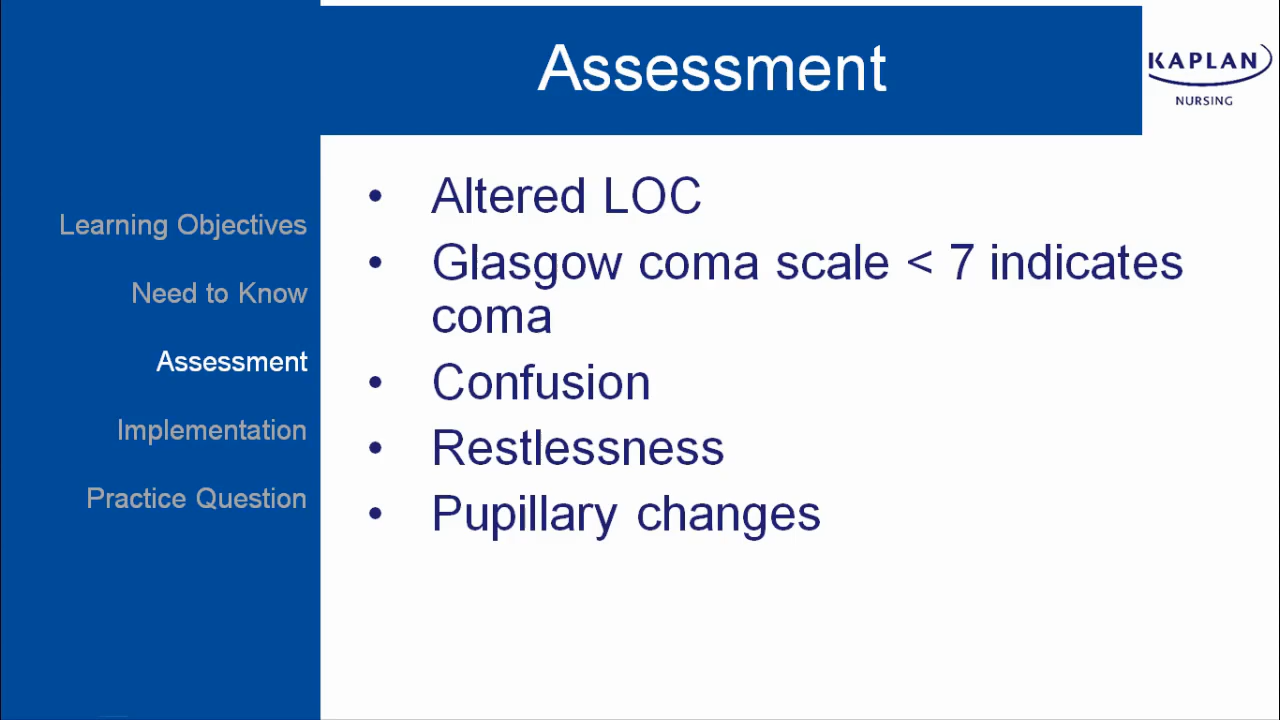 Assessment
KAPLAN
NURSING
Learning Objectives
Need to Know
Assessment
Implementation
Practice Question
• Altered LOC
• Glasgow coma scale < 7 indicates
coma
• Confusion
• Restlessness
• Pupillary changes